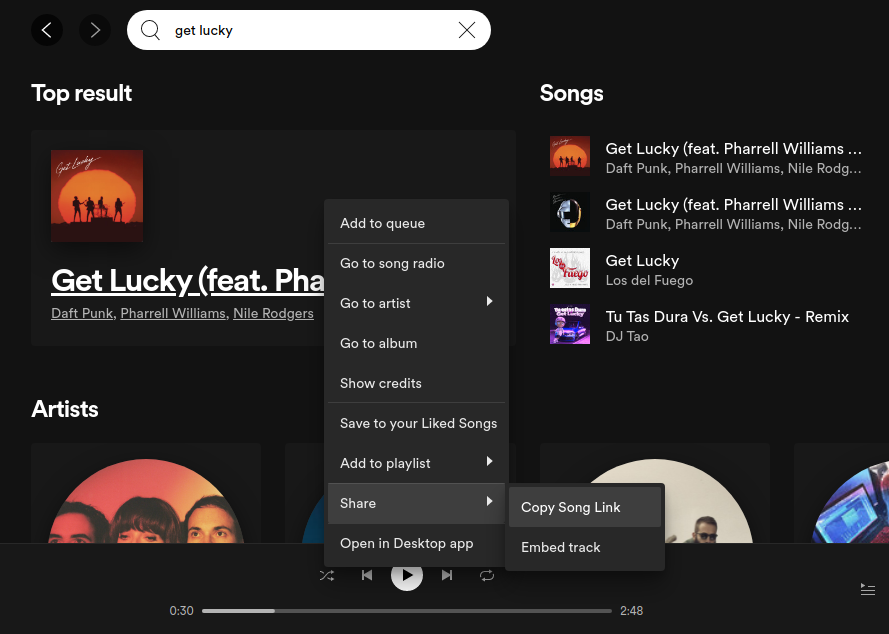 get lucky
Top result
Get Lucky
Get Lucky (feat. Pha
Daft Punk, Pharrell Williams, Nile Rodgers
Songs
Get Lucky (feat. Pharrell Williams ...
Daft Punk, Pharrell Williams, Nile Rodg...
Get Lucky (feat. Pharrell Williams ...
Daft Punk, Pharrell Williams, Nile Rodg...
Los del
Fuego
Get Lucky
Los del Fuego
Tu Tas Dura Vs. Get Lucky - Remix
DJ Tao
Add to queue
Go to song radio
Go to artist
Go to album
Show credits
Save to your Liked Songs
Add to playlist
Share
Open in Desktop app
Copy Song Link
Embed track
Artists
0:30
2:48